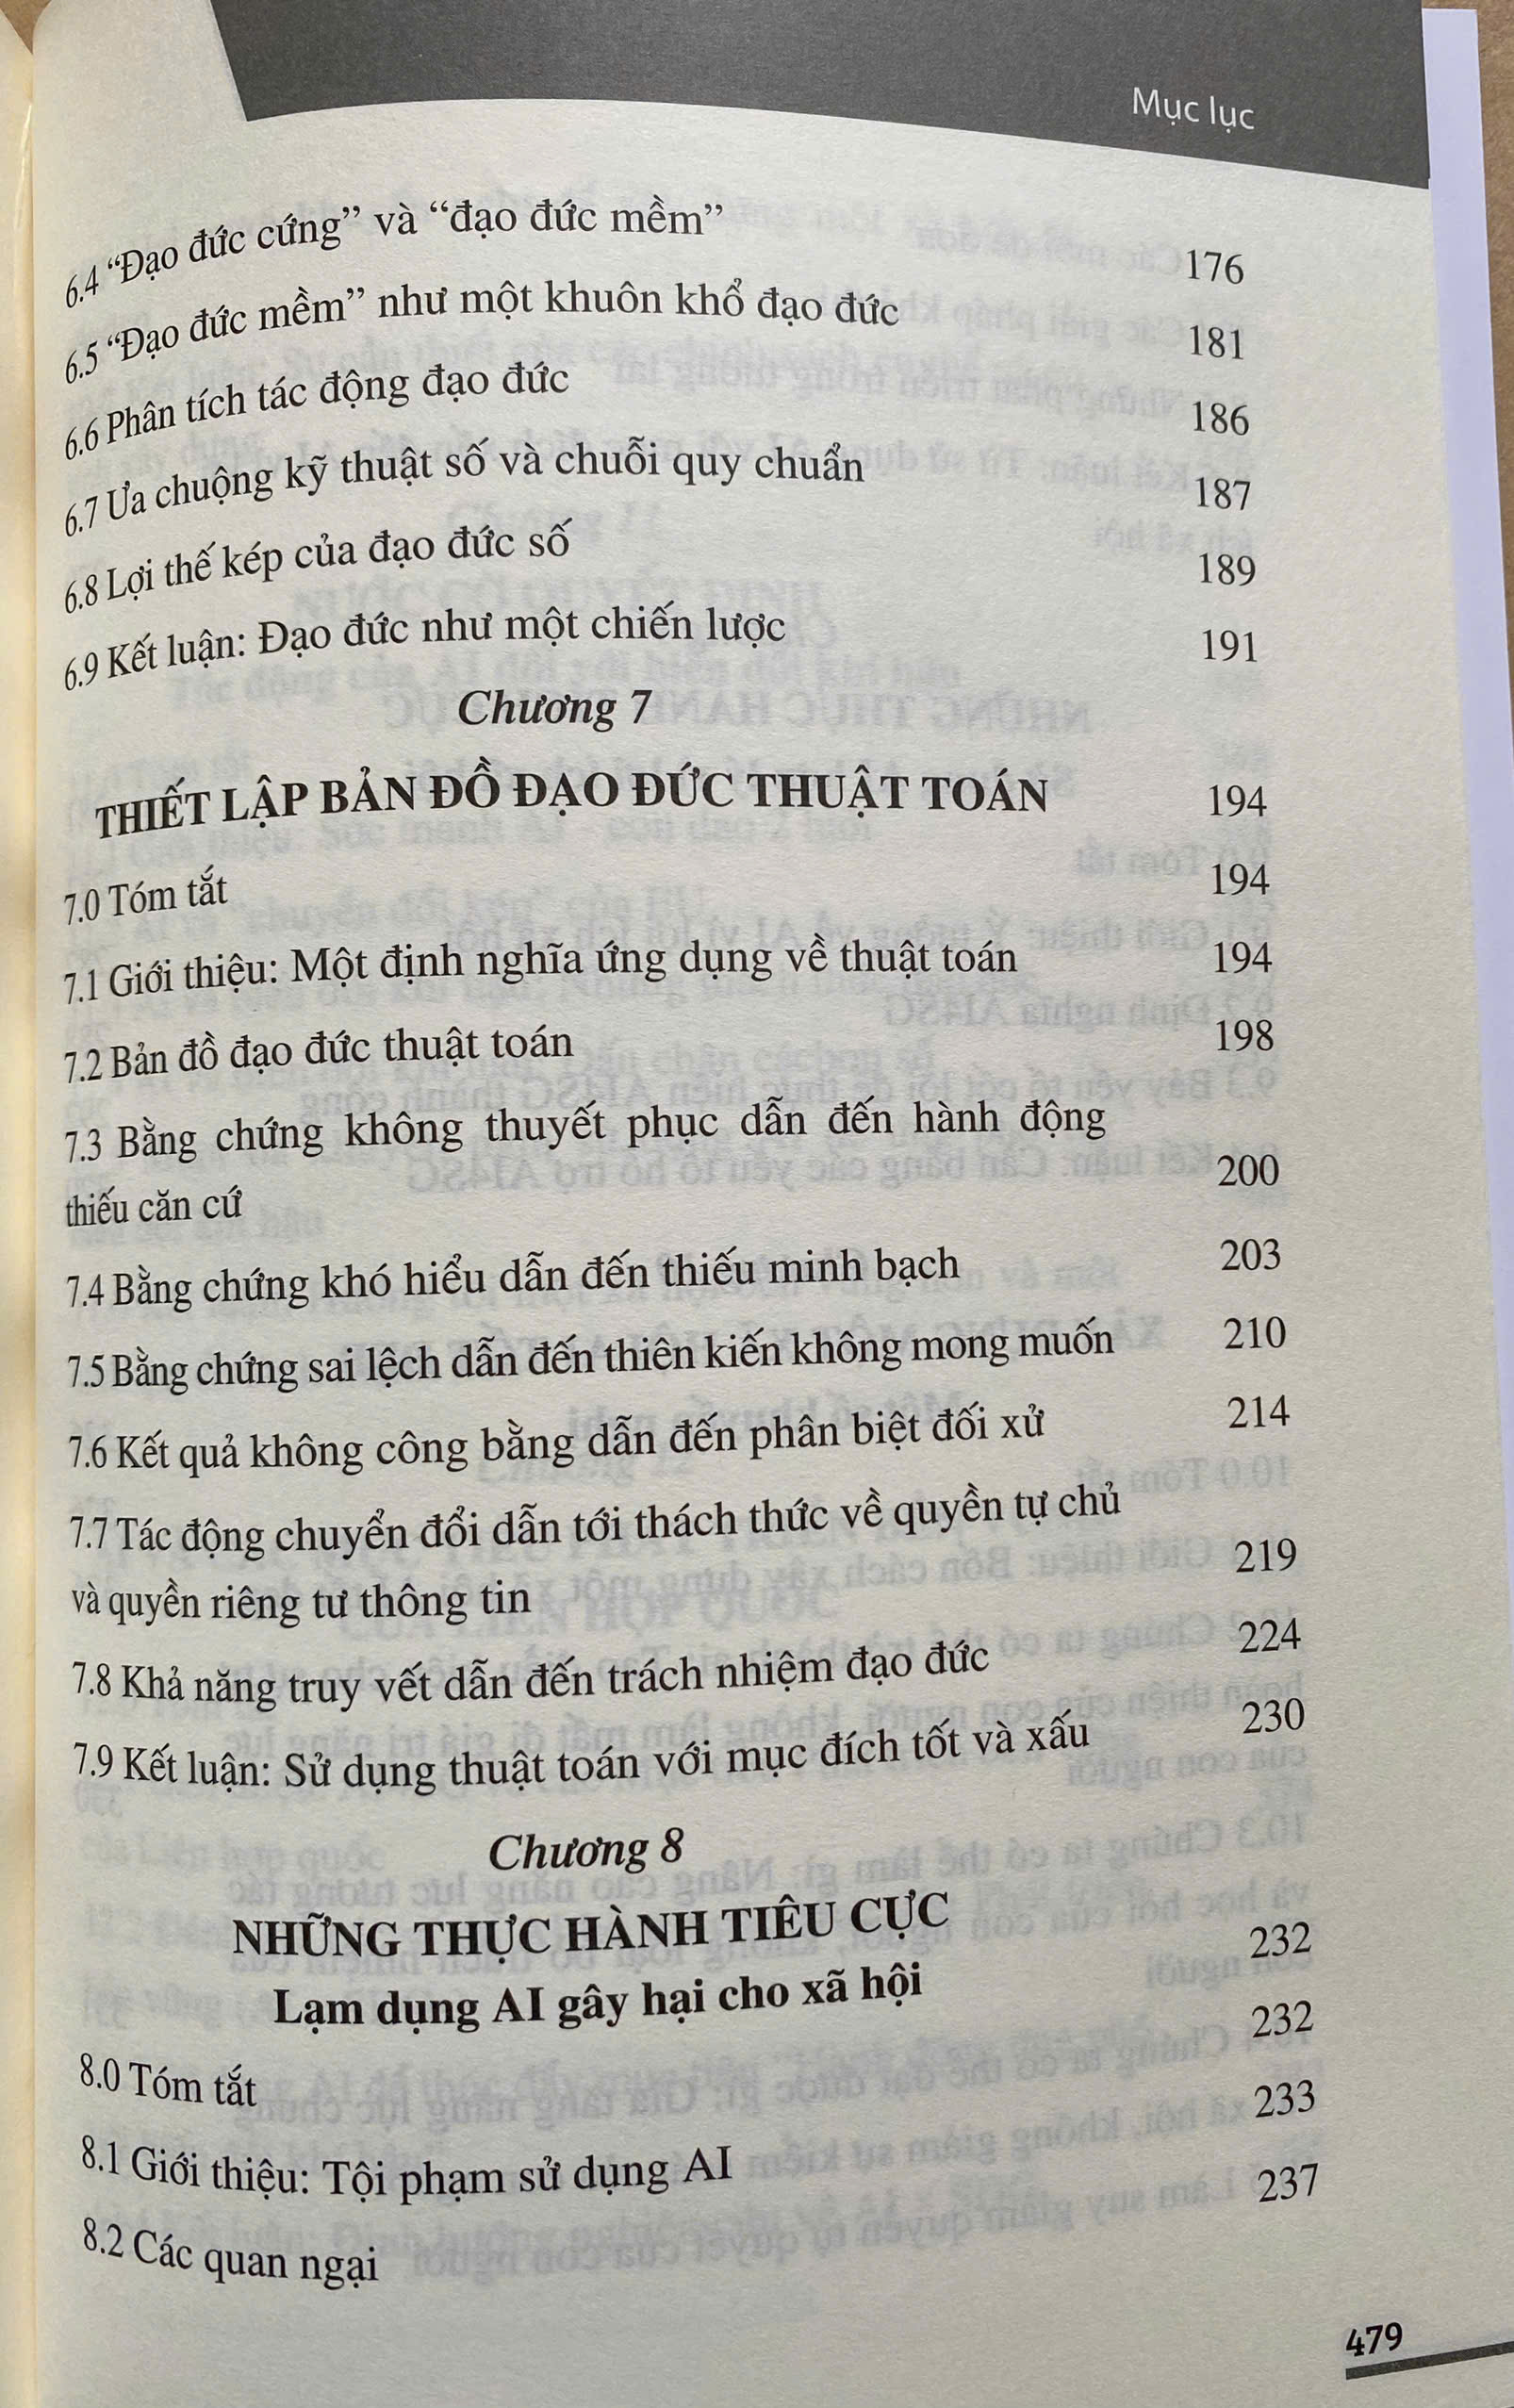 Mục lục
6.4 “Đạo đức cứng” và “đạo đức mềm” 176
6.5 “Đạo đức mềm” như một khuôn khổ đạo đức 181
6.6 Phân tích tác động đạo đức 186
6.7 Ưa chuộng kỹ thuật số và chuỗi quy chuẩn 187
6.8 Lợi thế kép của đạo đức số 189
6.9 Kết luận: Đạo đức như một chiến lược 191
Chương 7
THIẾT LẬP BẢN ĐỒ ĐẠO ĐỨC THUẬT TOÁN 194
7.0 Tóm tắt 194
7.1 Giới thiệu: Một định nghĩa ứng dụng về thuật toán 194
7.2 Bản đồ đạo đức thuật toán 198
7.3 Bằng chứng không thuyết phục dẫn đến hành động
thiếu căn cứ 200
7.4 Bằng chứng khó hiểu dẫn đến thiếu minh bạch 203
7.5 Bằng chứng sai lệch dẫn đến thiên kiến không mong muốn 210
7.6 Kết quả không công bằng dẫn đến phân biệt đối xử 214
7.7 Tác động chuyển đổi dẫn tới thách thức về quyền tự chủ
và quyền riêng tư thông tin 219
7.8 Khả năng truy vết dẫn đến trách nhiệm đạo đức 224
7.9 Kết luận: Sử dụng thuật toán với mục đích tốt và xấu 230
Chương 8
NHỮNG THỰC HÀNH TIÊU CỰC 232
Lạm dụng AI gây hại cho xã hội
8.0 Tóm tắt 232
8.1 Giới thiệu: Tội phạm sử dụng AI 233
8.2 Các quan ngại 237
479